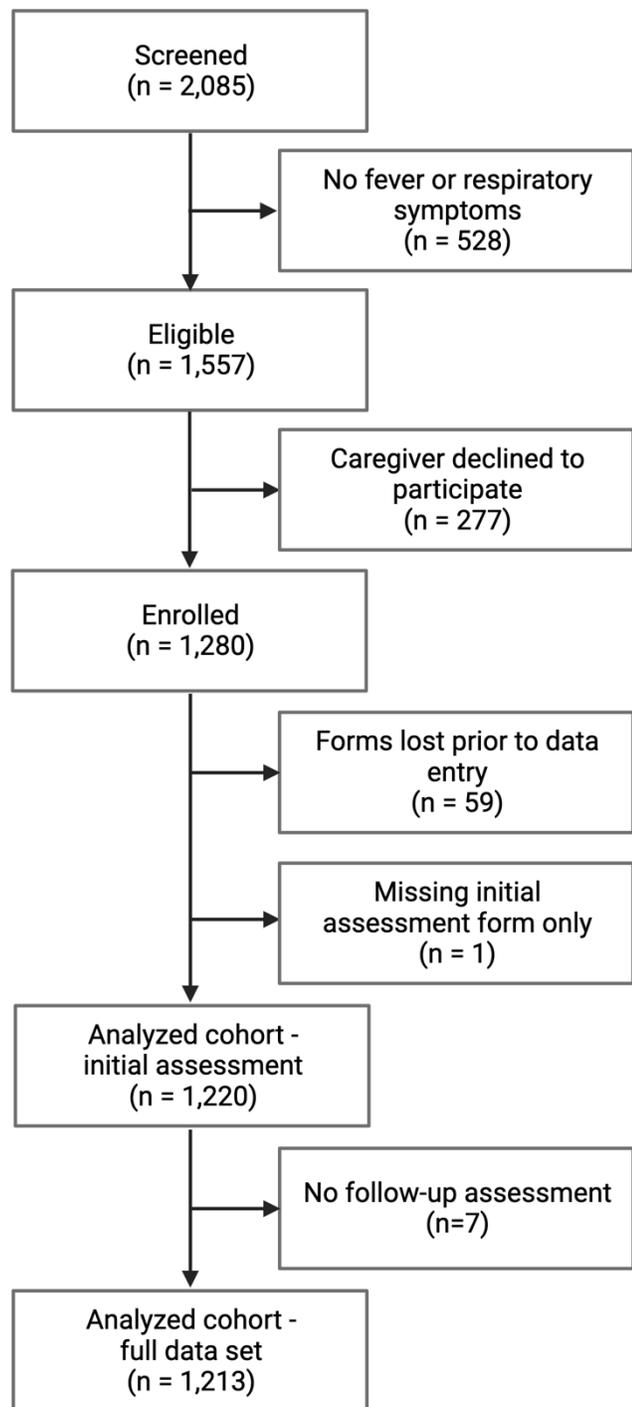 Screened
(n = 2,085)
No fever or respiratory
symptoms
(n = 528)
Eligible
(n = 1,557)
Caregiver declined to
participate
(n = 277)
Enrolled
(n = 1,280)
Forms lost prior to data
entry
(n = 59)
Missing initial
assessment form only
(n = 1)
Analyzed cohort -
initial assessment
(n = 1,220)
No follow-up assessment
(n=7)
Analyzed cohort -
full data set
(n = 1,213)